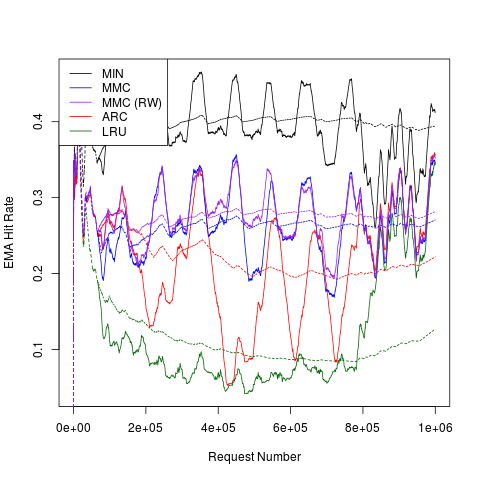 MIN
MMC
MMC (RW)
ARC
LRU
0.4
0.3
0.2
0.1
EMA Hit Rate
0e+00 2e+05 4e+05 6e+05 8e+05 1e+06
Request Number